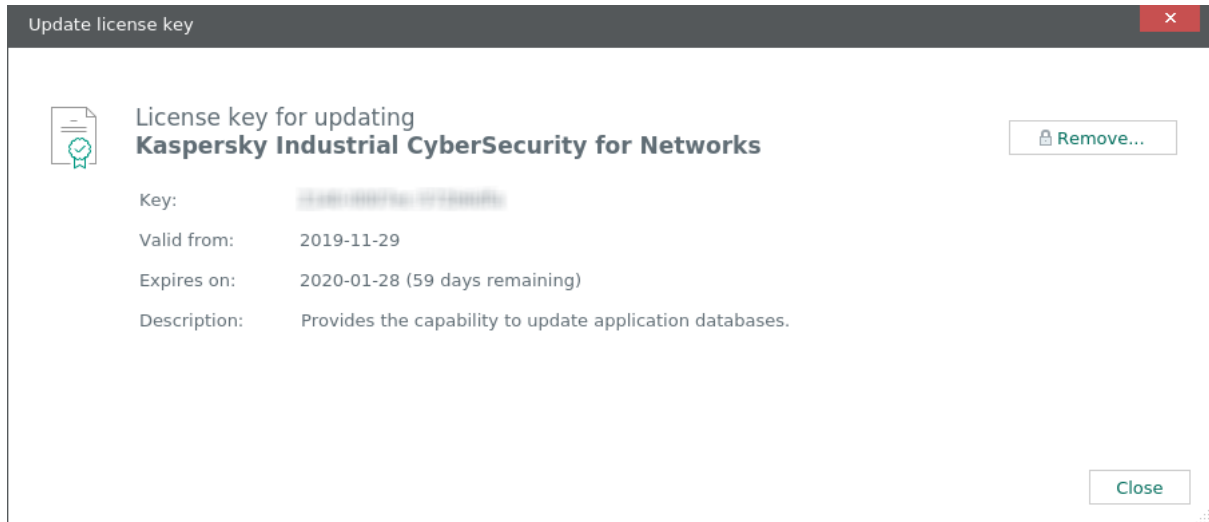 Update license key
License key for updating
Kaspersky Industrial CyberSecurity for Networks
Remove...
Key:
Valid from: 2019-11-29
Expires on: 2020-01-28 (59 days remaining)
Description: Provides the capability to update application databases.
Close